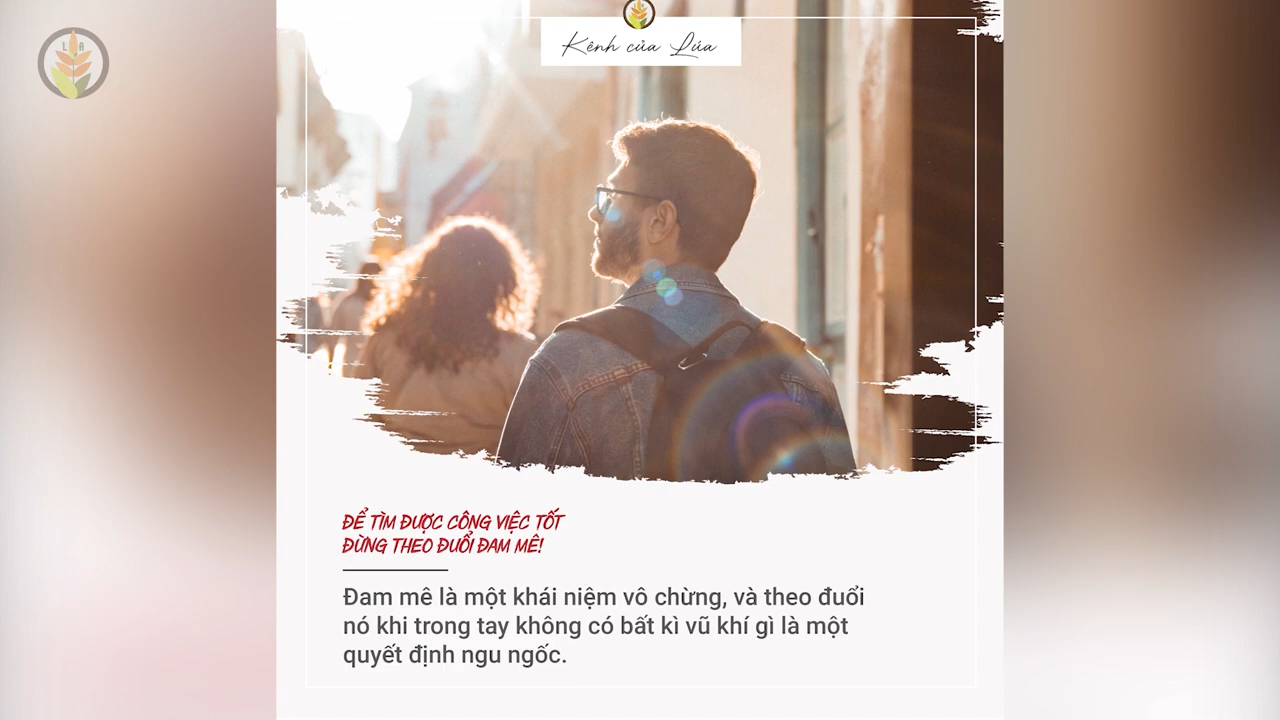 LA
Kênh của Lúa
ĐỂ TÌM ĐƯỢC CÔNG VIỆC TỐT
ĐỪNG THEO ĐUỔI ĐAM MÊ!
Đam mê là một khái niệm vô chừng, và theo đuổi
nó khi trong tay không có bất kì vũ khí gì là một
quyết định ngu ngốc.